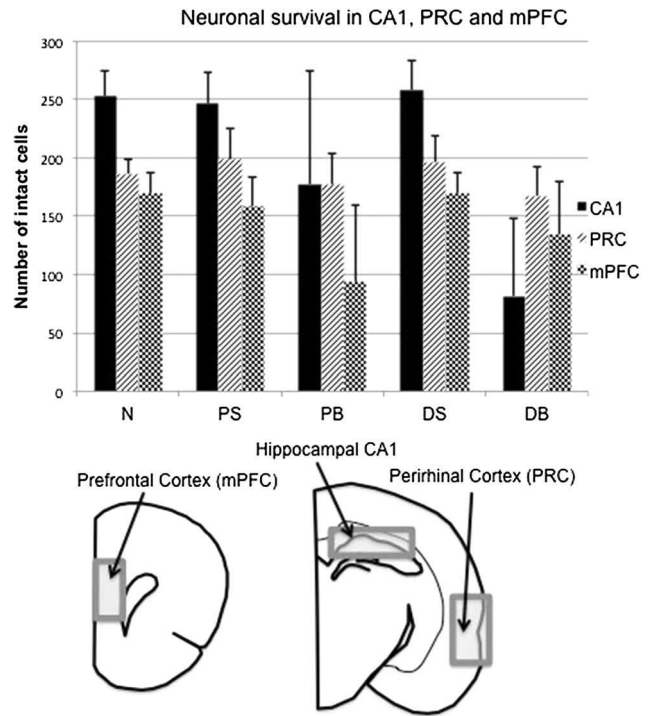 Neuronal survival in CA1, PRC and mPFC
Number of intact cells
300
250
200
150
100
50
0
N PS PB DS DB
CA1
PRC
mPFC
Hippocampal CA1
Prefrontal Cortex (mPFC)
Perirhinal Cortex (PRC)